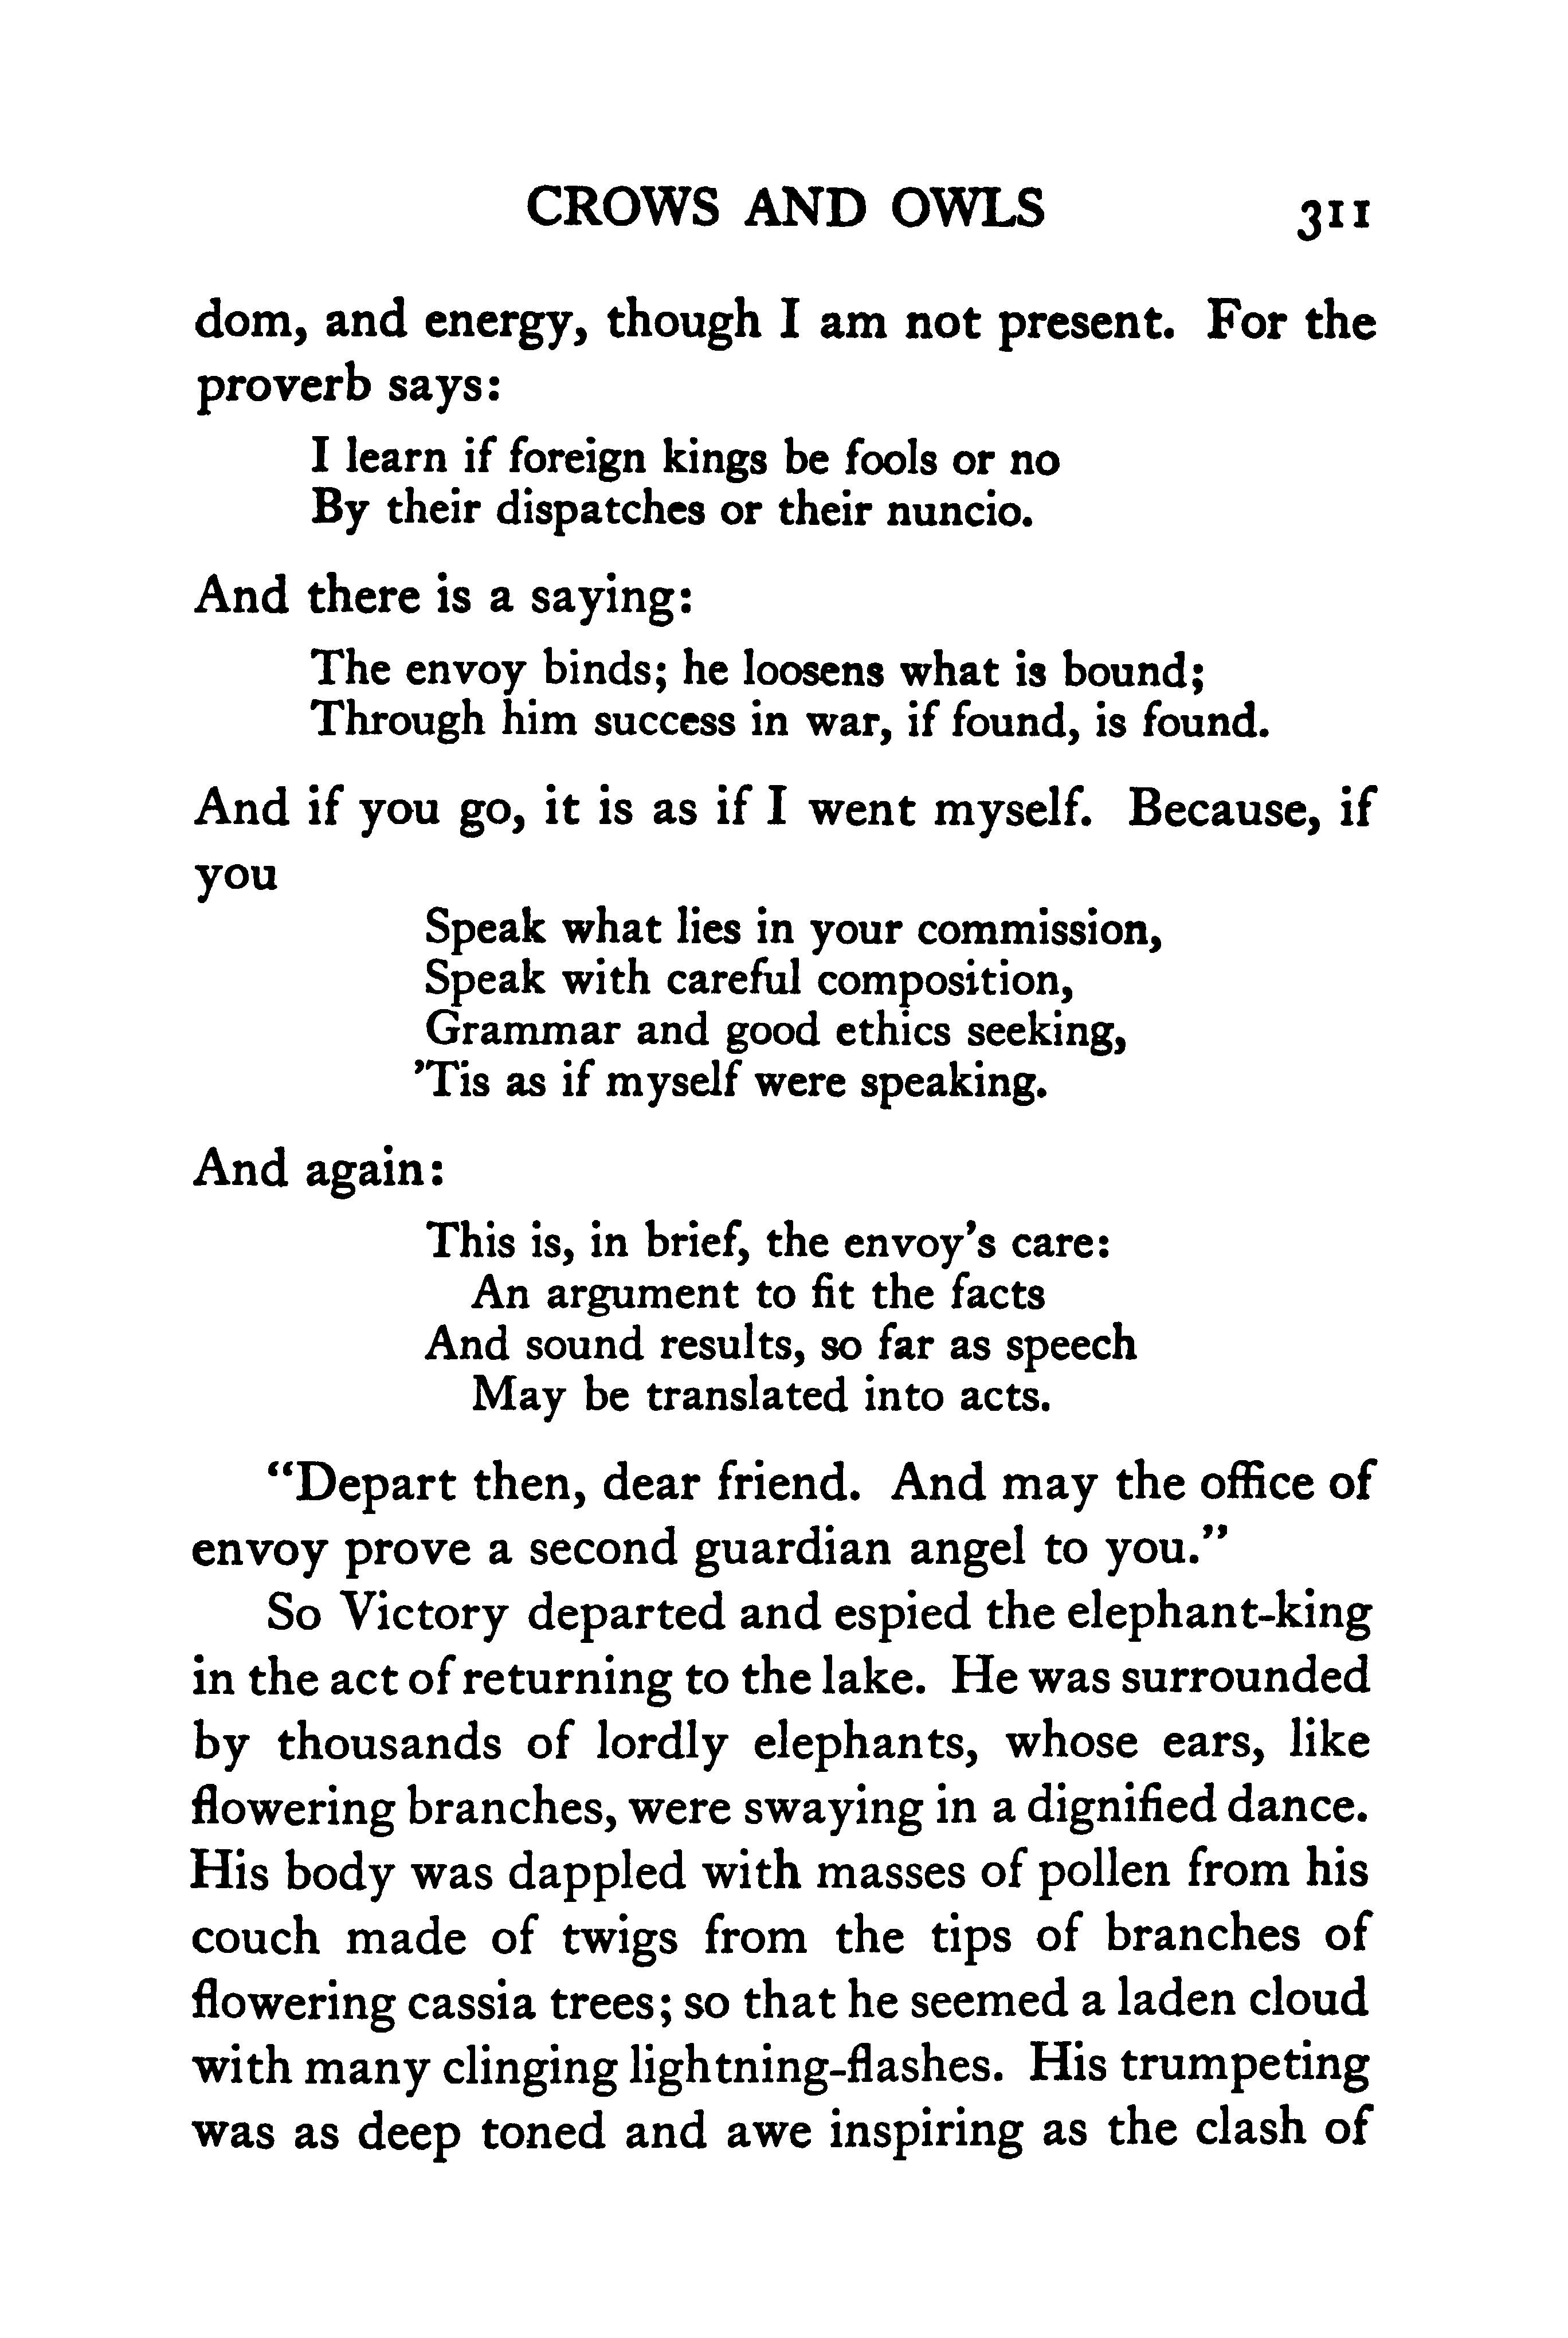 CROWS AND OWLS 311
dom, and energy, though I am not present. For the
proverb says:
I learn if foreign kings be fools or no
By their dispatches or their nuncio.
And there is a saying:
The envoy binds; he loosens what is bound;
Through him success in war, if found, is found.
And if you go, it is as if I went myself. Because, if
you
Speak what lies in your commission,
Speak with careful composition,
Grammar and good ethics seeking,
’Tis as if myself were speaking.
And again:
This is, in brief, the envoy’s care:
An argument to fit the facts
And sound results, so far as speech
May be translated into acts.
“Depart then, dear friend. And may the office of
envoy prove a second guardian angel to you.”
So Victory departed and espied the elephant-king
in the act of returning to the lake. He was surrounded
by thousands of lordly elephants, whose ears, like
flowering branches, were swaying in a dignified dance.
His body was dappled with masses of pollen from his
couch made of twigs from the tips of branches of
flowering cassia trees; so that he seemed a laden cloud
with many clinging lightning-flashes. His trumpeting
was as deep toned and awe inspiring as the clash of